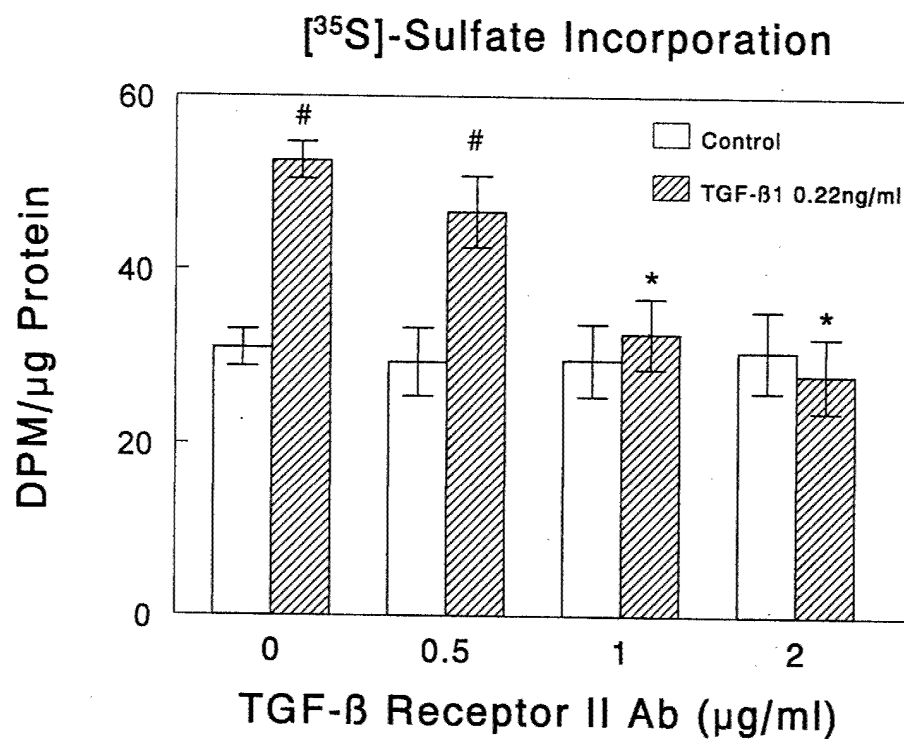 [³⁵S]-Sulfate Incorporation
60
#
#
Control
TGF-ß1 0.22ng/ml
40
*
*
20
0
DPM/µg Protein
0 0.5 1 2
TGF-ß Receptor II Ab (µg/ml)